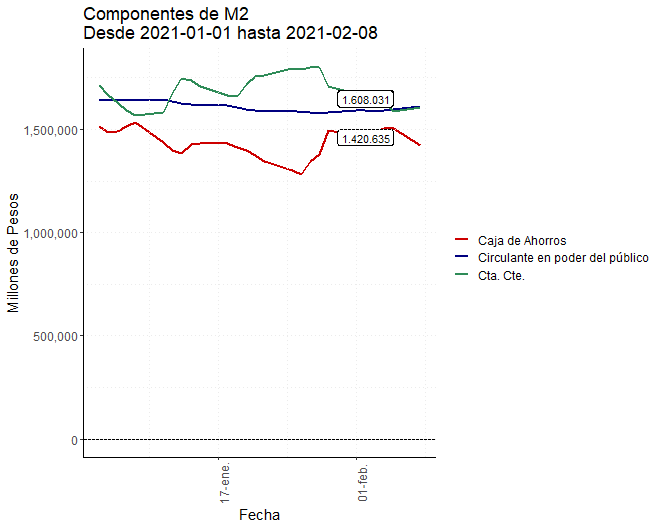 Componentes de M2
Desde 2021-01-01 hasta 2021-02-08
Millones de Pesos
1,500,000
1,000,000
500,000
0
1.608.031
1.420.635
17-ene.
01-feb.
Fecha
Caja de Ahorros
Circulante en poder del público
Cta. Cte.